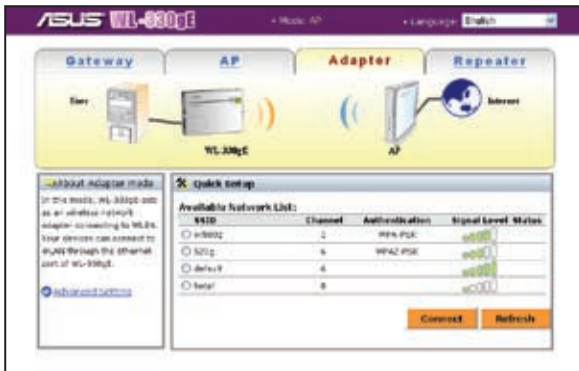 ASUS WL-330gE
• Mode: AP
• Language: English
Gateway
AP
Adapter
Repeater
User
WL-330gE
AP
Internet
About Adapter mode
In this mode, WL-330gE acts
as an wireless network
adapter connecting to WLAN.
Your devices can connect to
WLAN through the ethernet
port of WL-330gE.
Advanced Setting
Quick Setup
Available Network List:
SSID Channel Authentication Signal Level Status
1 WPA-PSK
520g 6 WPA2-PSK
default 6
8
Connect Refresh